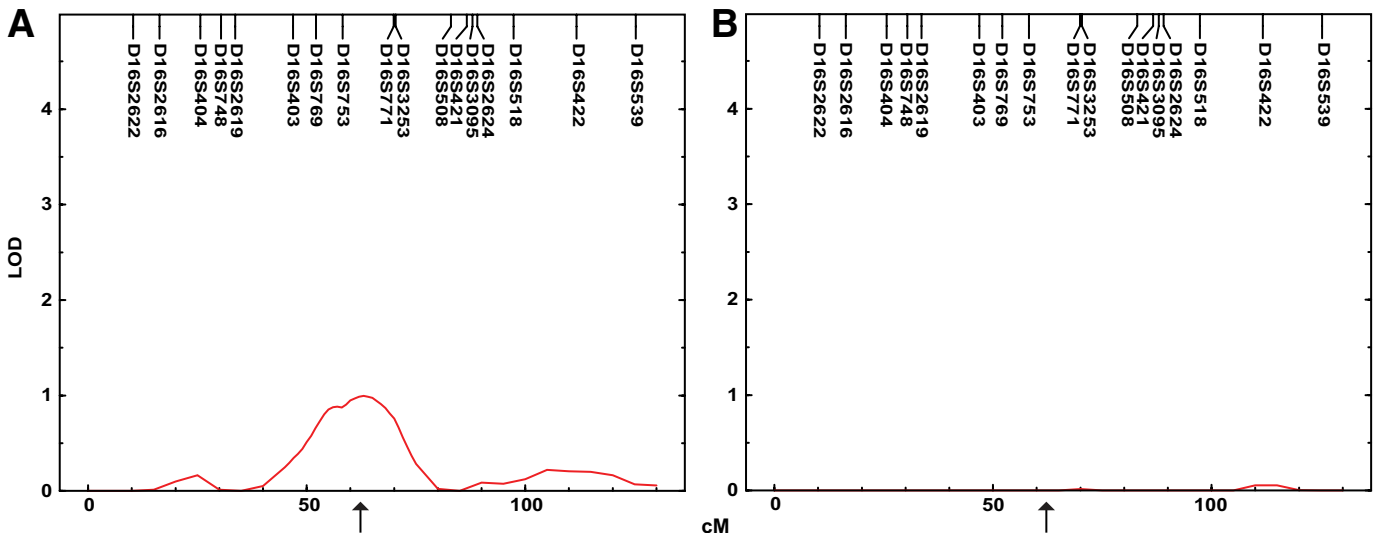 A
D16S2622
D16S2616
D16S404
D16S748
D16S2619
D16S403
D16S769
D16S753
D16S771
D16S3253
D16S508
D16S421
D16S3095
D16S2624
D16S518
D16S422
D16S539
4
3
2
1
0
LOD
0
50
100
cM
B
D16S2622
D16S2616
D16S404
D16S748
D16S2619
D16S403
D16S769
D16S753
D16S771
D16S3253
D16S508
D16S421
D16S3095
D16S2624
D16S518
D16S422
D16S539
4
3
2
1
0
0
50
100